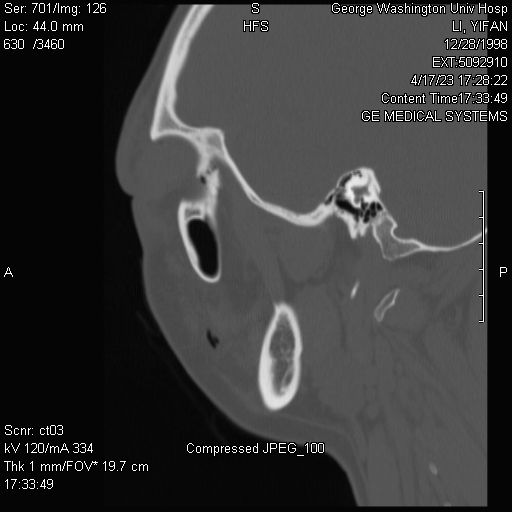 Ser: 701/Img: 126
Loc: 44.0 mm
630 /3460
S
HFS
George Washington Univ Hosp
LI, YIFAN
12/28/1998
EXT:5092910
4/17/23 17:28:22
Content Time17:33:49
GE MEDICAL SYSTEMS
A
P
Scnr: ct03
kV 120/mA 334
Thk 1 mm/FOV* 19.7 cm
17:33:49
Compressed JPEG_100